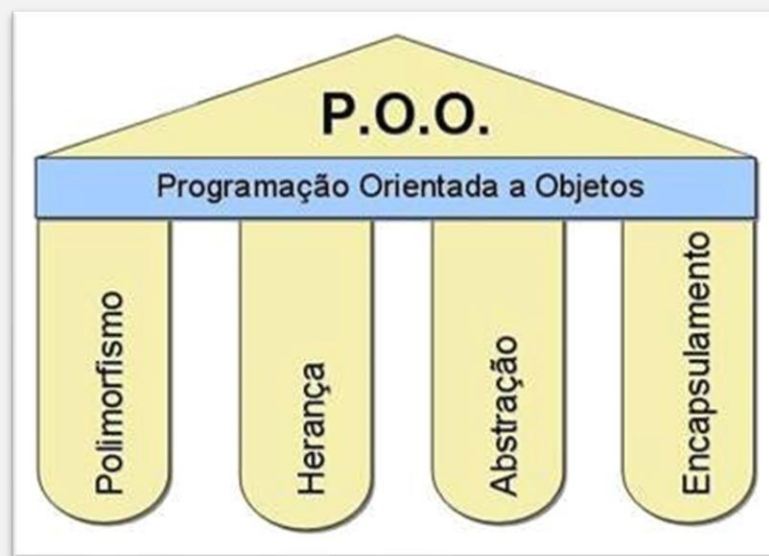 P.O.O.
Programação Orientada a Objetos
Polimorfismo
Herança
Abstração
Encapsulamento